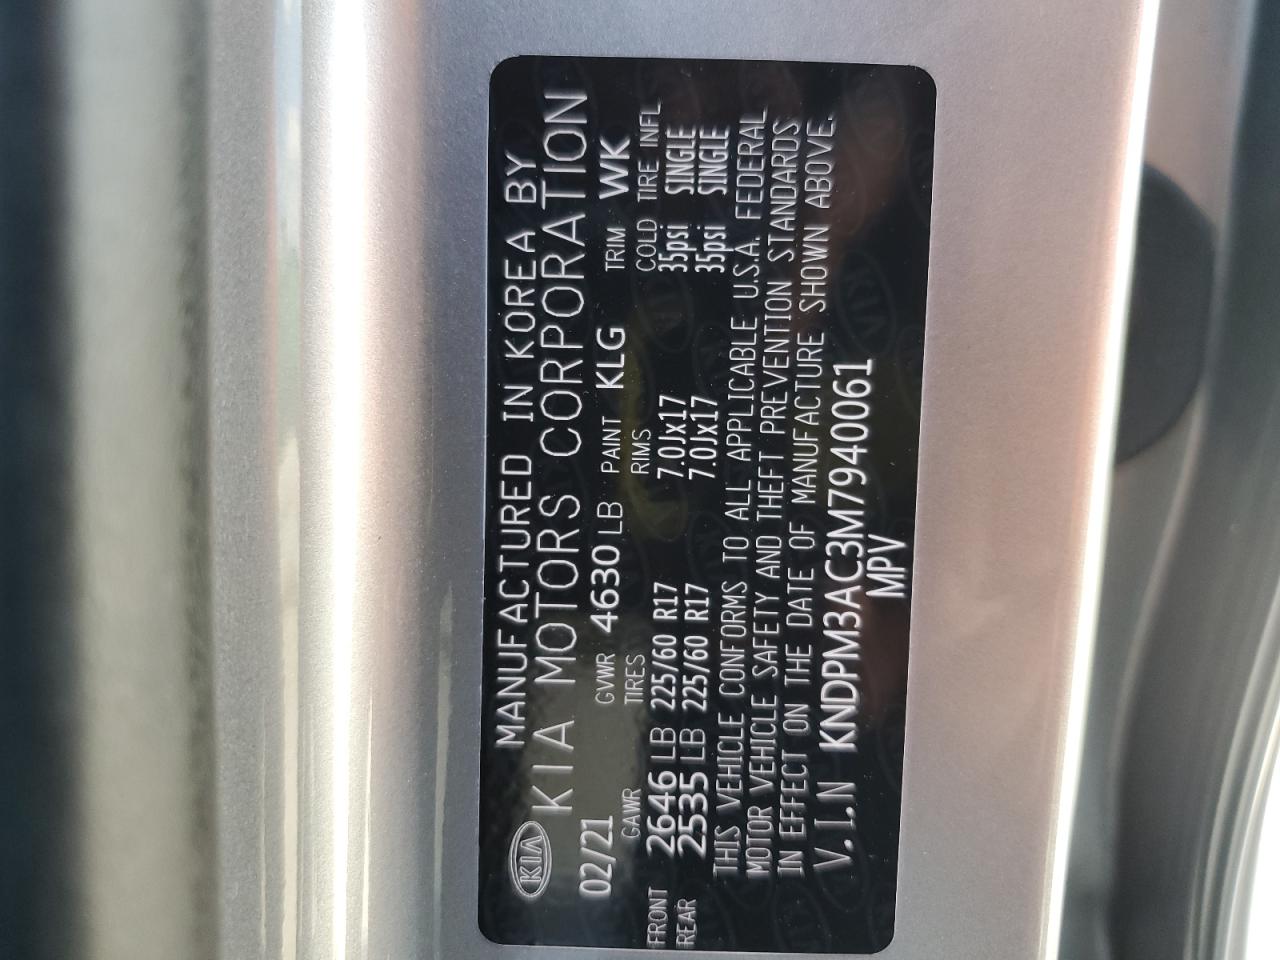 KIA
MANUFACTURED IN KOREA BY
KIA MOTORS CORPORATION
02/21 GVWR 4630 LB PAINT KLG TRIM WK
GAWR TIRES RIMS COLD TIRE INFL
FRONT 2646 LB 225/60 R17 7.0Jx17 35psi SINGLE
REAR 2535 LB 225/60 R17 7.0Jx17 35psi SINGLE
THIS VEHICLE CONFORMS TO ALL APPLICABLE U.S.A. FEDERAL
MOTOR VEHICLE SAFETY AND THEFT PREVENTION STANDARDS
IN EFFECT ON THE DATE OF MANUFACTURE SHOWN ABOVE.
V.I.N KNDPM3AC3M7940061
MPV